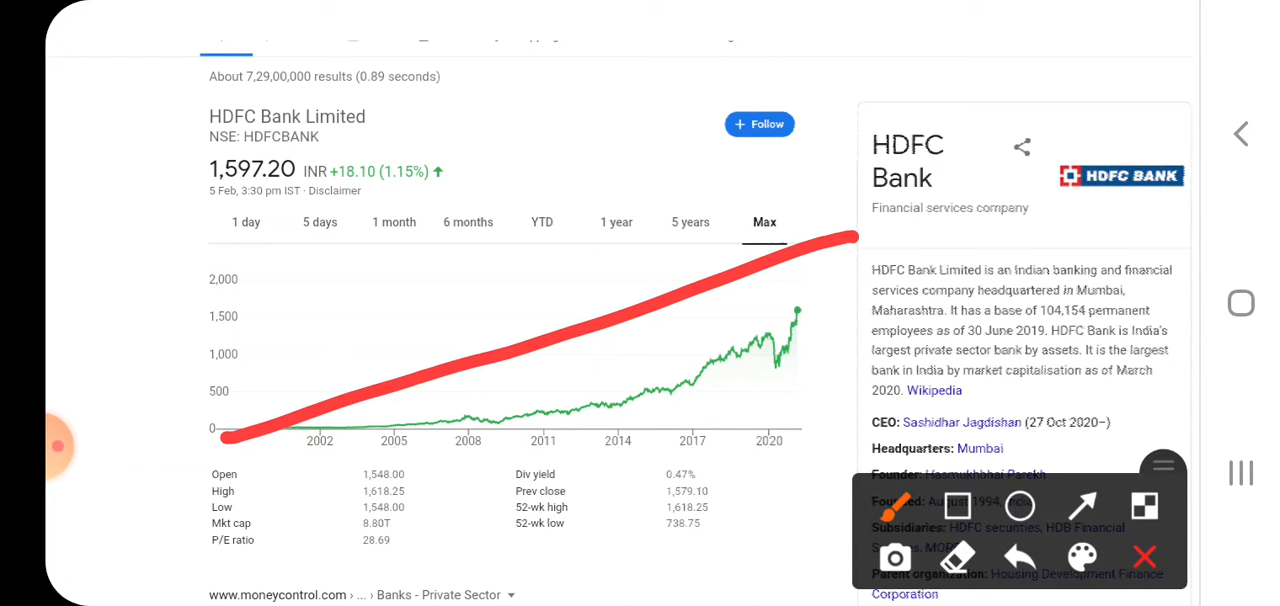 About 7,29,00,000 results (0.89 seconds)
HDFC Bank Limited
NSE: HDFCBANK
+ Follow
1,597.20 INR +18.10 (1.15%)
5 Feb, 3:30 pm IST · Disclaimer
1 day 5 days 1 month 6 months YTD 1 year 5 years Max
2,000
1,500
1,000
500
0
2002 2005 2008 2011 2014 2017 2020
Open 1,548.00 Div yield 0.47%
High 1,618.25 Prev close 1,579.10
Low 1,548.00 52-wk high 1,618.25
Mkt cap 8.80T 52-wk low 738.75
P/E ratio 28.69
www.moneycontrol.com › ... › Banks - Private Sector
HDFC
Bank
HDFC BANK
Financial services company
HDFC Bank Limited is an Indian banking and financial
services company headquartered in Mumbai,
Maharashtra. It has a base of 104,154 permanent
employees as of 30 June 2019. HDFC Bank is India's
largest private sector bank by assets. It is the largest
bank in India by market capitalisation as of March
2020. Wikipedia
CEO: Sashidhar Jagdishan (27 Oct 2020–)
Headquarters: Mumbai
Founder: Hasmukhbhai Parekh
Founded: August 1994, India
Subsidiaries: HDFC securities, HDB Financial
MORE
Parent organization: Housing Development Finance
Corporation